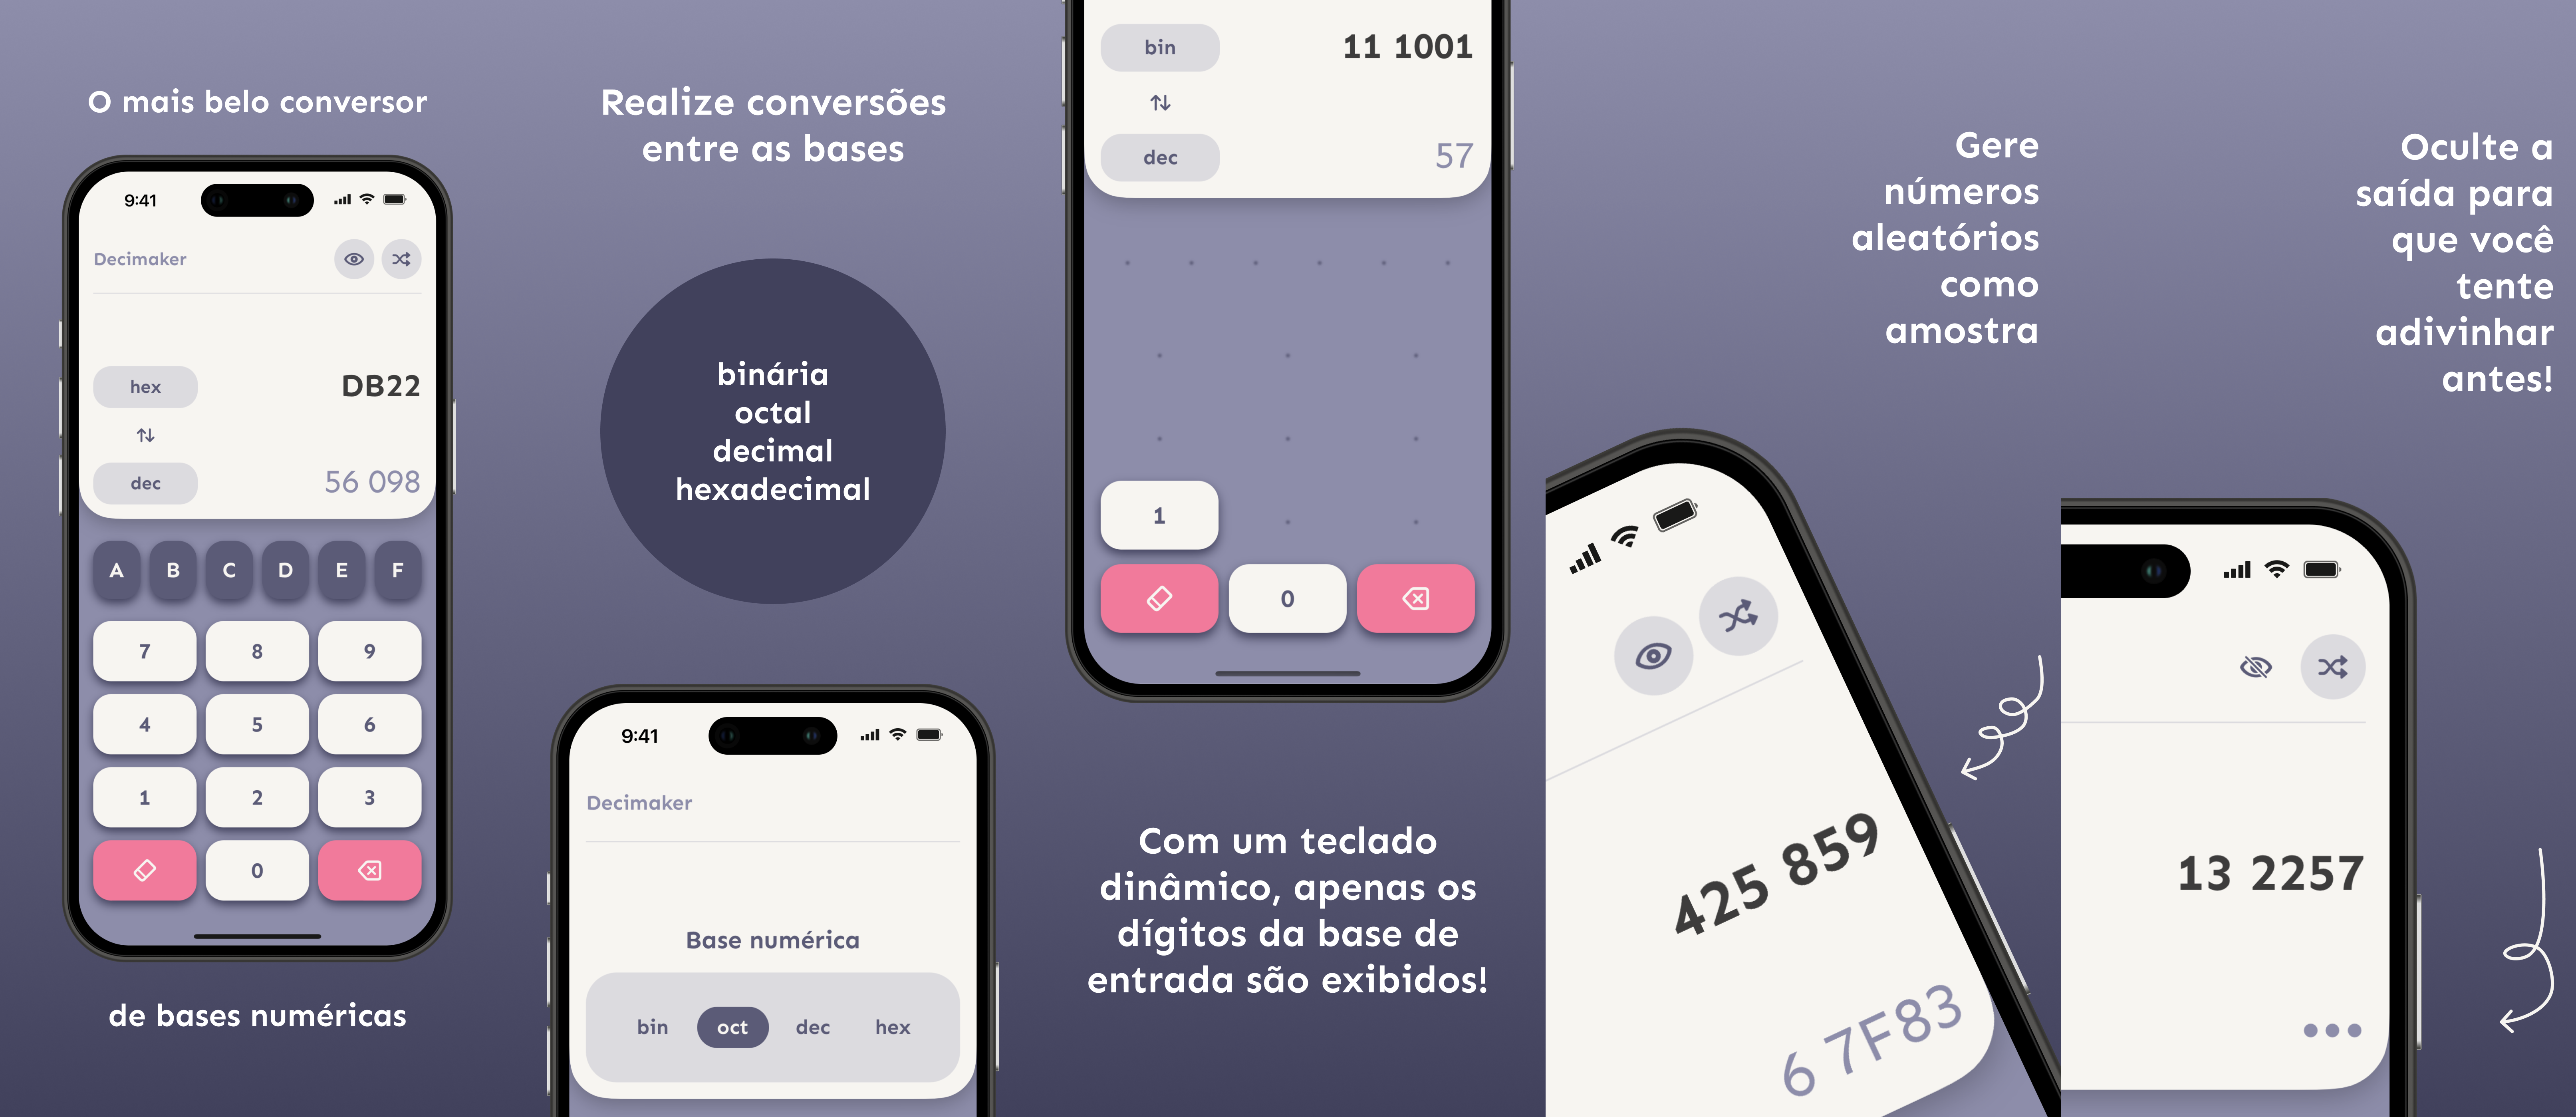 O mais belo conversor
9:41
Decimaker
hex DB22
dec 56 098
A B C D E F
7 8 9
4 5 6
1 2 3
0
de bases numéricas
Realize conversões
entre as bases
binária
octal
decimal
hexadecimal
9:41
Decimaker
Base numérica
bin oct dec hex
bin 11 1001
dec 57
1
0
Com um teclado
dinâmico, apenas os
dígitos da base de
entrada são exibidos!
Gere
números
aleatórios
como
amostra
425 859
6 7F83
Oculte a
saída para
que você
tente
adivinhar
antes!
13 2257